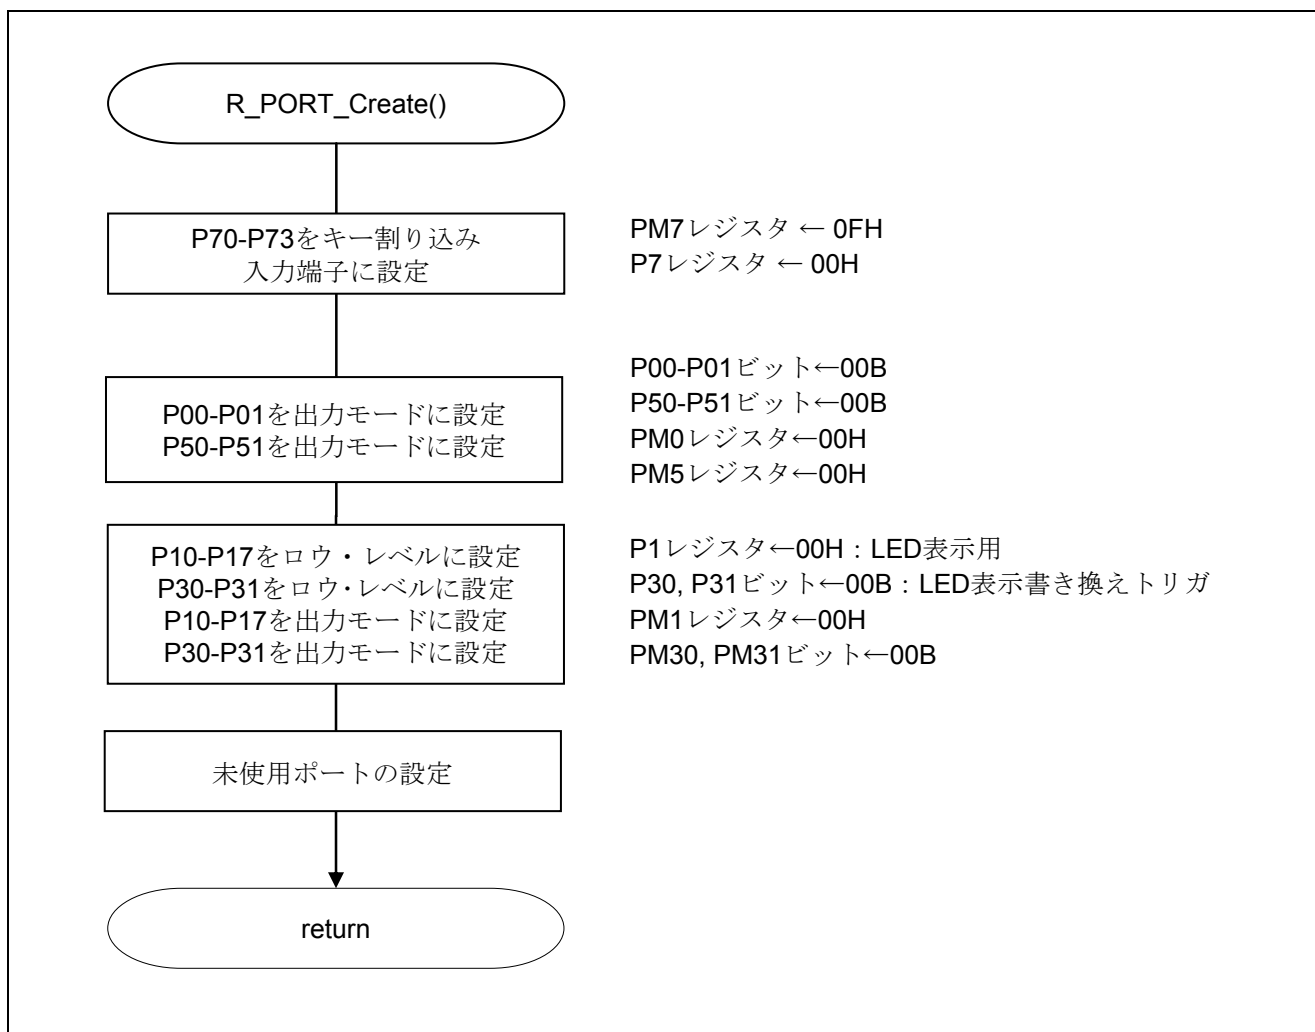 R_PORT_Create()
P70-P73をキー割り込み
入力端子に設定
PM7レジスタ ← 0FH
P7レジスタ ← 00H
P00-P01を出力モードに設定
P50-P51を出力モードに設定
P00-P01ビット←00B
P50-P51ビット←00B
PM0レジスタ←00H
PM5レジスタ←00H
P10-P17をロウ・レベルに設定
P30-P31をロウ・レベルに設定
P10-P17を出力モードに設定
P30-P31を出力モードに設定
P1レジスタ←00H：LED表示用
P30, P31ビット←00B：LED表示書き換えトリガ
PM1レジスタ←00H
PM30, PM31ビット←00B
未使用ポートの設定
return